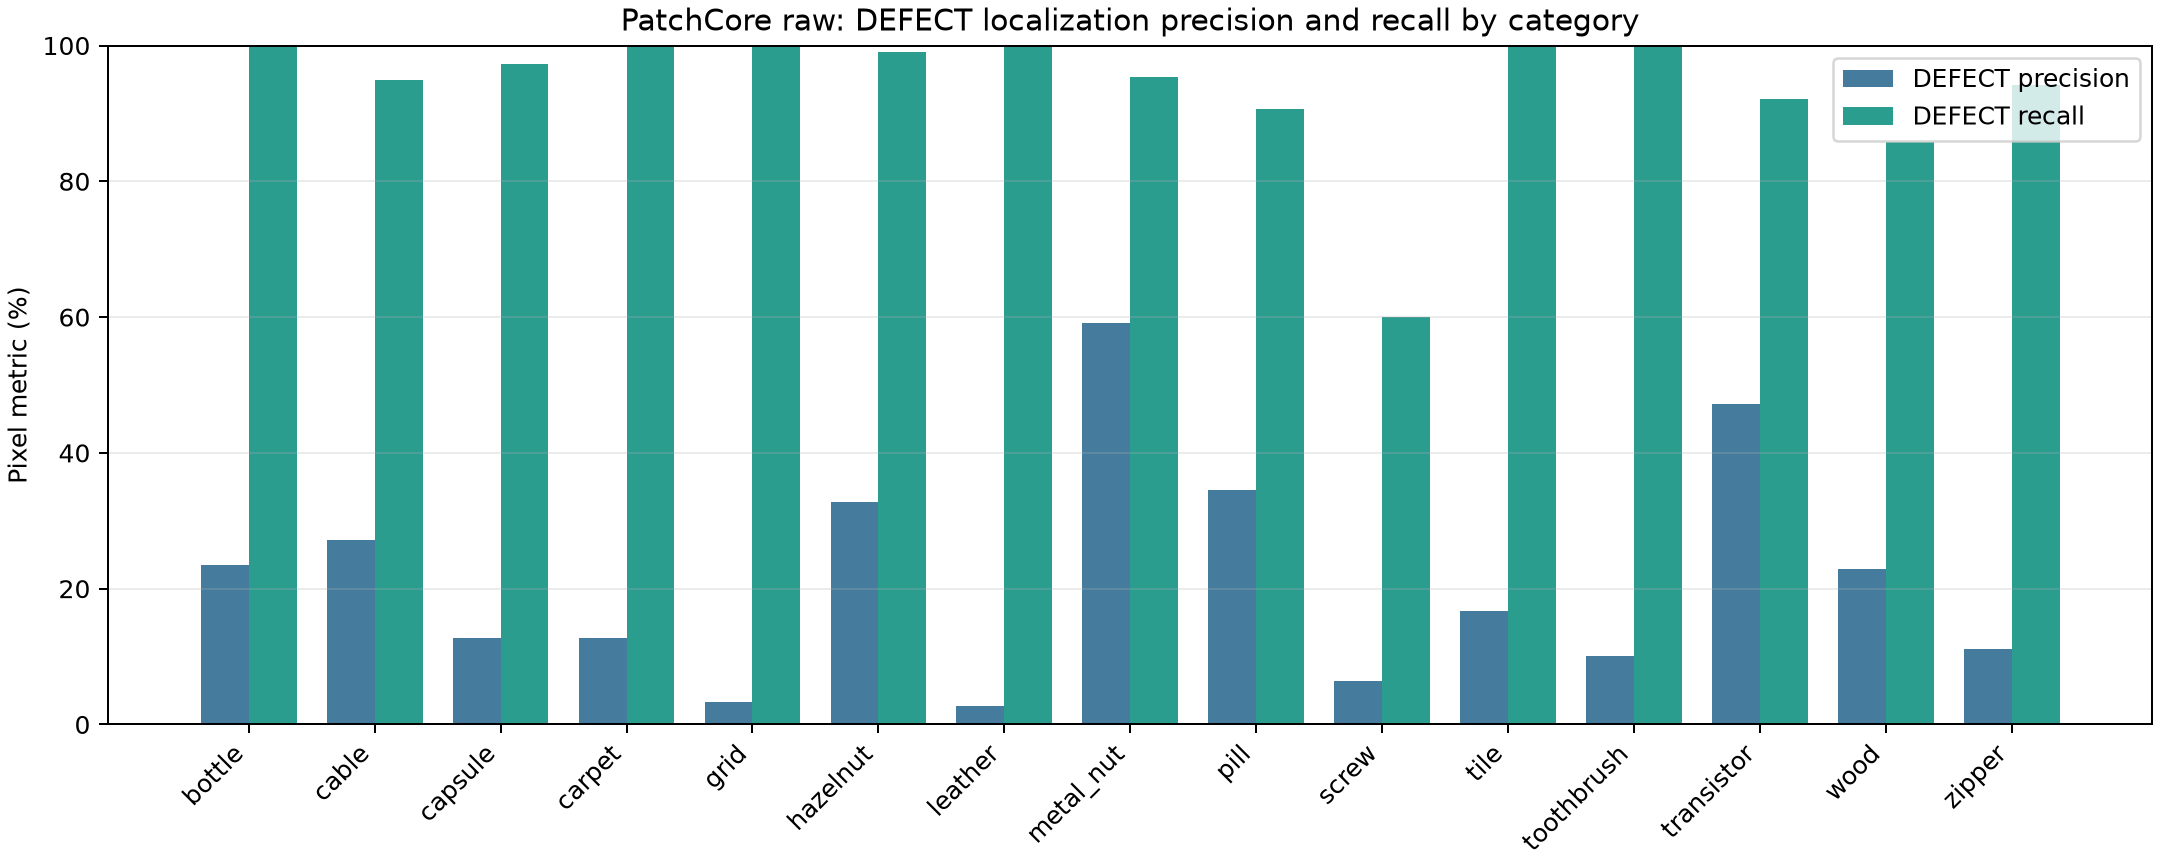 PatchCore raw: DEFECT localization precision and recall by category
DEFECT precision
DEFECT recall
Pixel metric (%)
100
80
60
40
20
0
bottle
cable
capsule
carpet
grid
hazelnut
leather
metal_nut
pill
screw
tile
toothbrush
transistor
wood
zipper